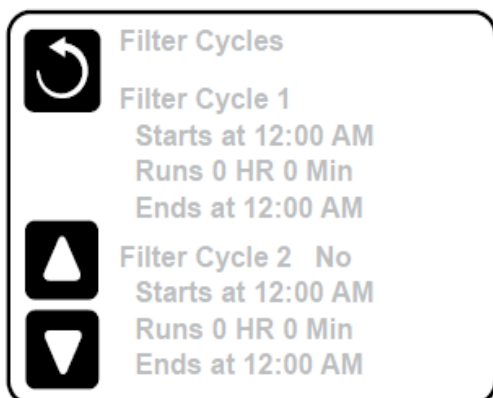 Filter Cycles
Filter Cycle 1
Starts at 12:00 AM
Runs 0 HR 0 Min
Ends at 12:00 AM
Filter Cycle 2 No
Starts at 12:00 AM
Runs 0 HR 0 Min
Ends at 12:00 AM